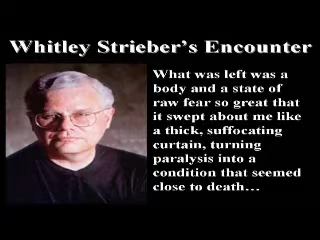 Whitley Strieber's Encounter
What was left was a
body and a state of
raw fear so great that
it swept about me like
a thick, suffocating
curtain, turning
paralysis into a
condition that seemed
close to death...